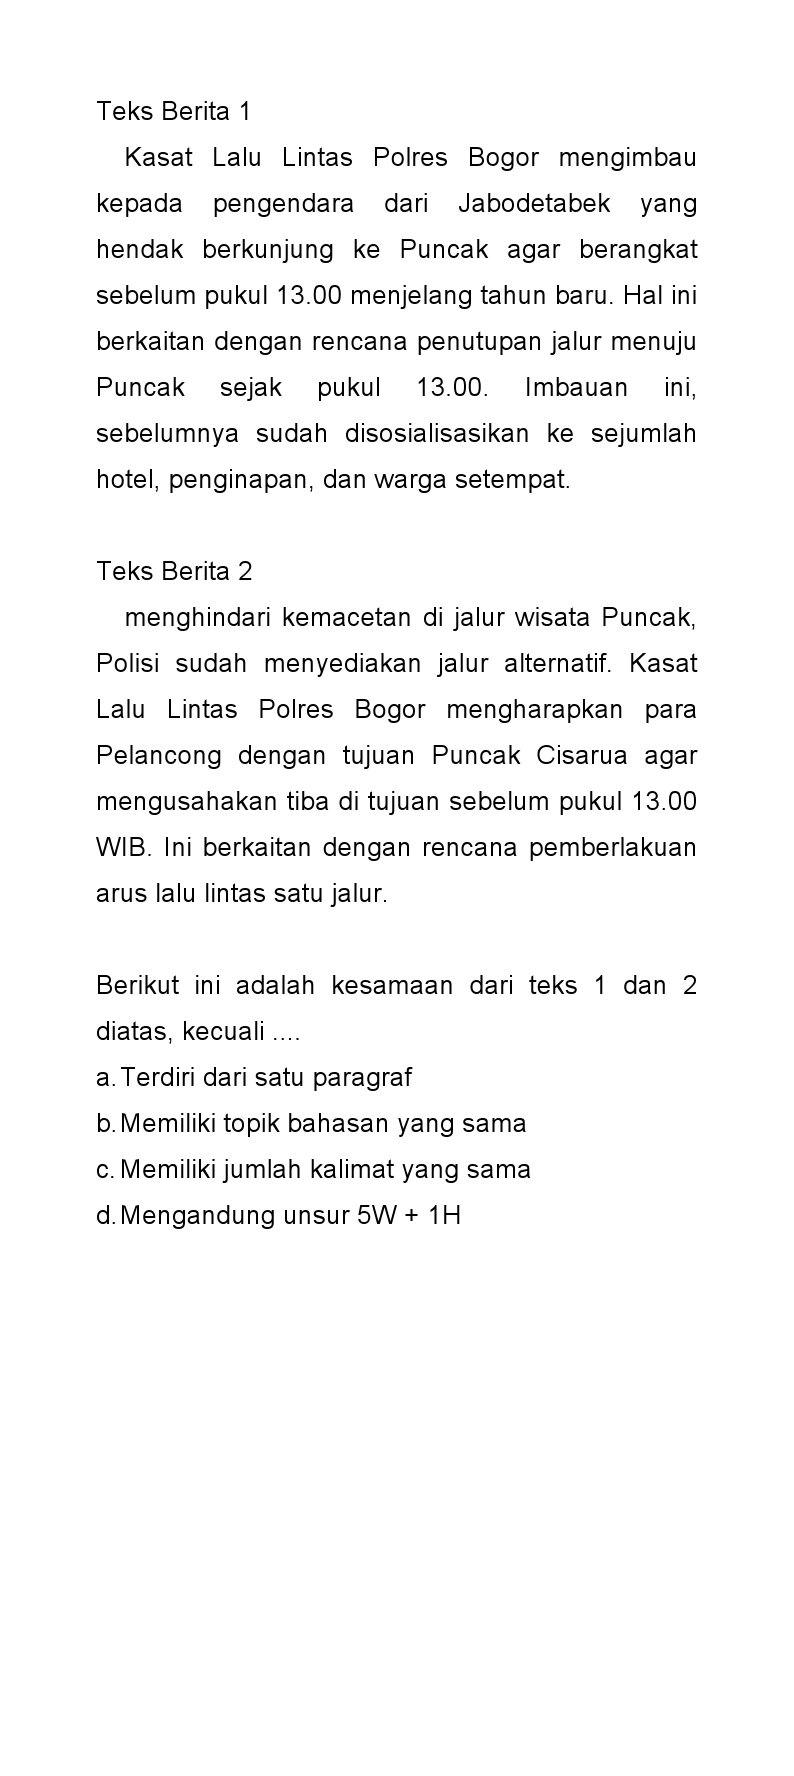 Teks Berita 1
Kasat Lalu Lintas Polres Bogor mengimbau
kepada pengendara dari Jabodetabek yang
hendak berkunjung ke Puncak agar berangkat
sebelum pukul 13.00 menjelang tahun baru. Hal ini
berkaitan dengan rencana penutupan jalur menuju
Puncak sejak pukul 13.00. Imbauan ini,
sebelumnya sudah disosialisasikan ke sejumlah
hotel, penginapan, dan warga setempat.
Teks Berita 2
menghindari kemacetan di jalur wisata Puncak,
Polisi sudah menyediakan jalur alternatif. Kasat
Lalu Lintas Polres Bogor mengharapkan para
Pelancong dengan tujuan Puncak Cisarua agar
mengusahakan tiba di tujuan sebelum pukul 13.00
WIB. Ini berkaitan dengan rencana pemberlakuan
arus lalu lintas satu jalur.
Berikut ini adalah kesamaan dari teks 1 dan 2
diatas, kecuali ....
a. Terdiri dari satu paragraf
b. Memiliki topik bahasan yang sama
c. Memiliki jumlah kalimat yang sama
d. Mengandung unsur 5W + 1H